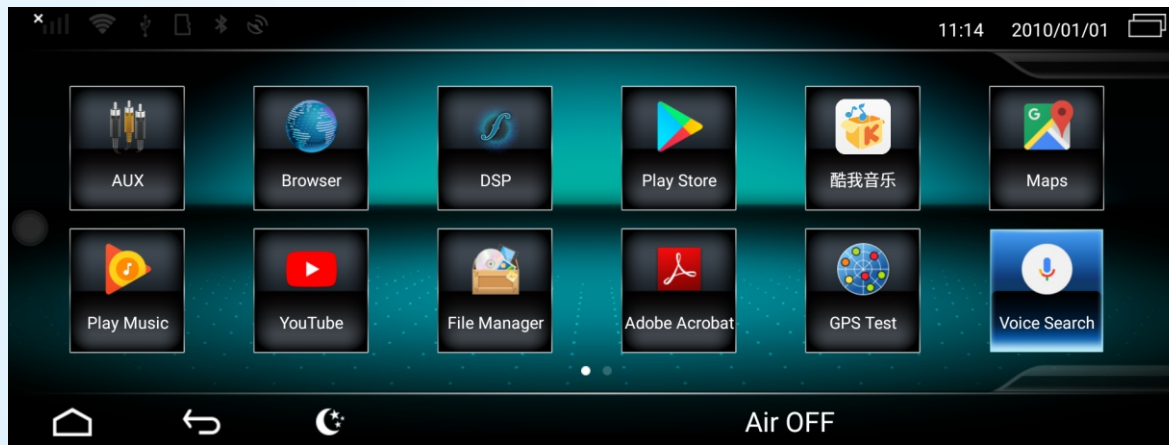 11:14 2010/01/01
AUX
Browser
DSP
Play Store
酷我音乐
Maps
Play Music
YouTube
File Manager
Adobe Acrobat
GPS Test
Voice Search
Air OFF